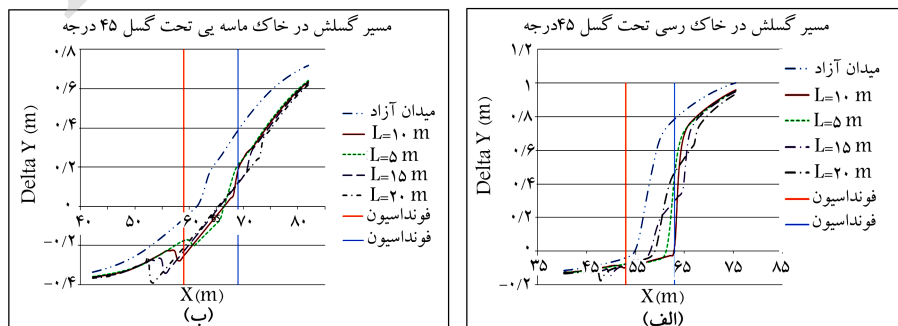 مسیر گسلش در خاک رسی تحت گسل ۴۵درجه
Delta Y (m)
۱/۲
۱
۰/۸
۰/۶
۰/۴
۰/۲
۰
-۰/۲
۳۵ ۴۵ ۵۵ ۶۵ ۷۵ ۸۵
X(m)
میدان آزاد
L=۱۰ m
L=۵ m
L=۱۵ m
L=۲۰ m
فونداسیون
فونداسیون
(الف)
مسیر گسلش در خاک ماسه یی تحت گسل ۴۵ درجه
Delta Y (m)
۰/۸
۰/۶
۰/۴
۰/۲
۰
-۰/۲
-۰/۴
۴۰ ۵۰ ۶۰ ۷۰ ۸۰
X(m)
میدان آزاد
L=۱۰ m
L=۵ m
L=۱۵ m
L=۲۰ m
فونداسیون
فونداسیون
(ب)